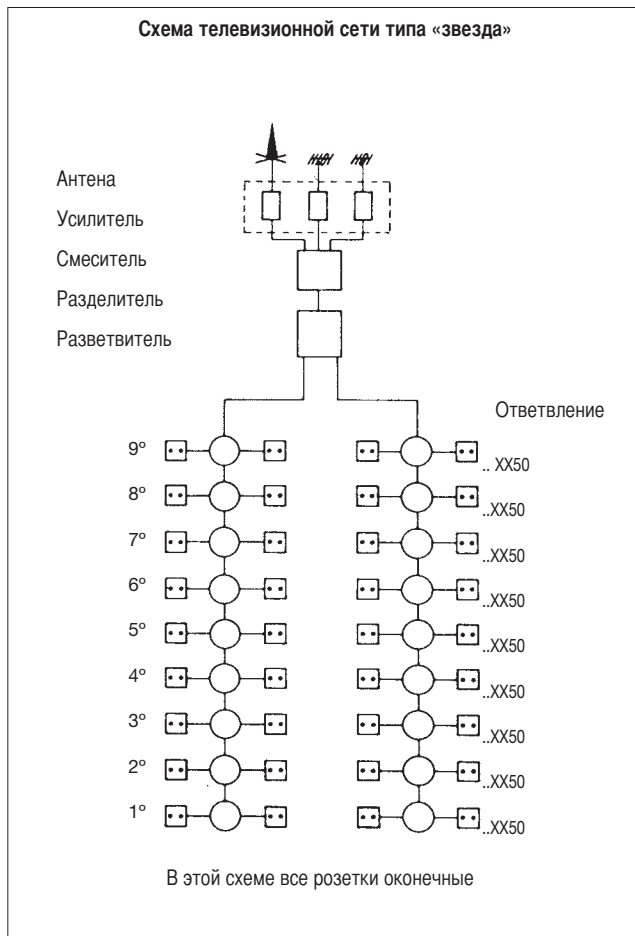 Схема телевизионной сети типа «звезда»
Антена
Усилитель
Смеситель
Разделитель
Разветвитель
Ответвление
9º
.. XX50
8º
..XX50
7º
..XX50
6º
..XX50
5º
..XX50
4º
..XX50
3º
..XX50
2º
..XX50
1º
..XX50
В этой схеме все розетки оконечные